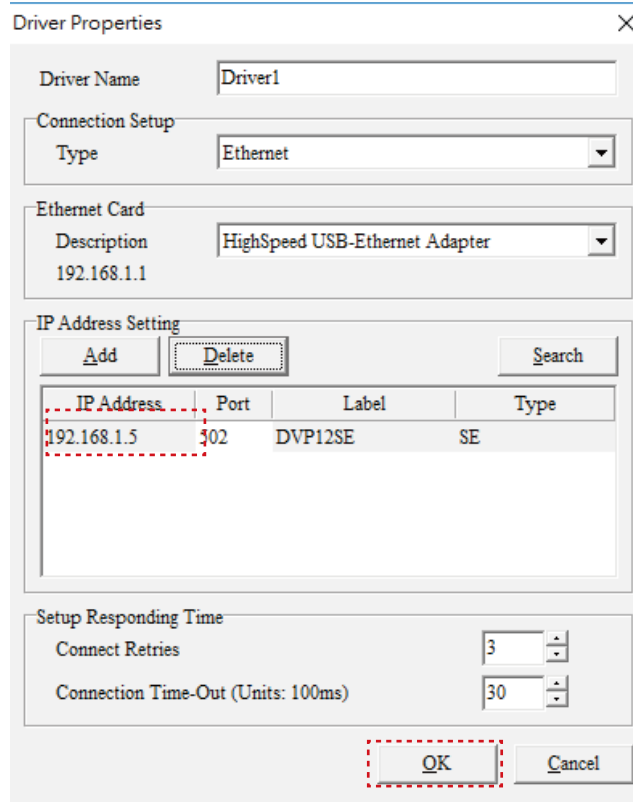 Driver Properties
Driver Name Driver1
Connection Setup
Type Ethernet
Ethernet Card
Description HighSpeed USB-Ethernet Adapter
192.168.1.1
IP Address Setting
Add Delete Search
IP Address Port Label Type
192.168.1.5 502 DVP12SE SE
Setup Responding Time
Connect Retries 3
Connection Time-Out (Units: 100ms) 30
OK Cancel